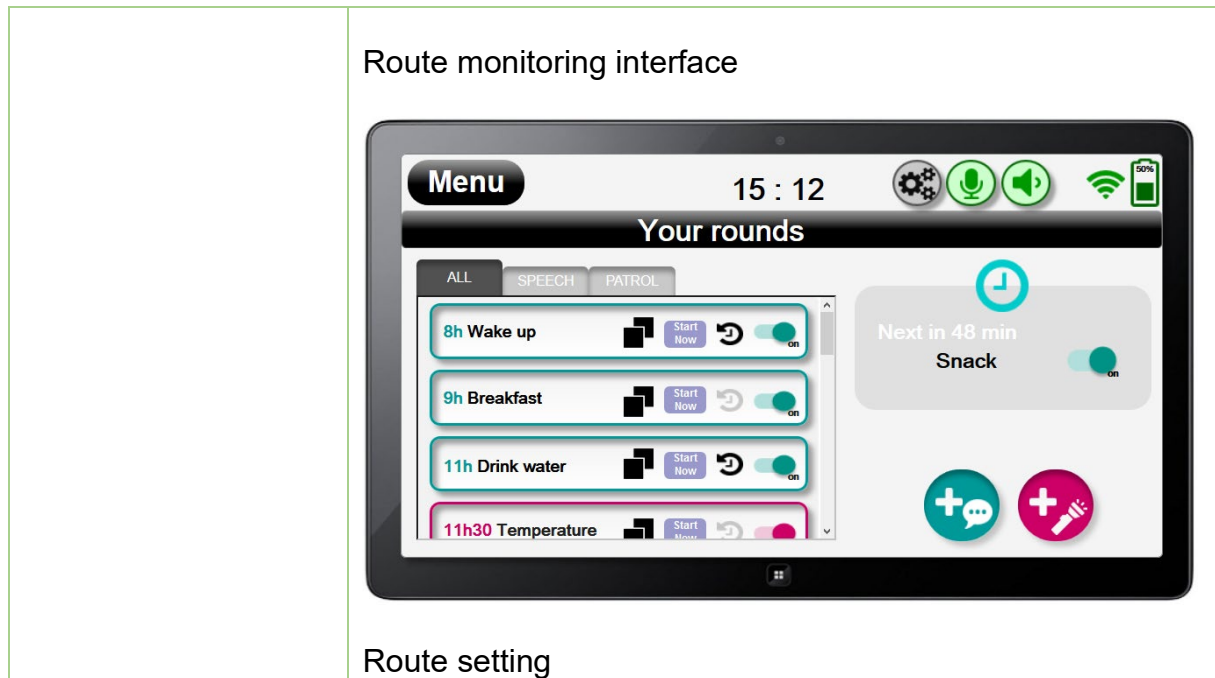 Route monitoring interface
Menu
15 : 12
50%
Your rounds
ALL SPEECH PATROL
8h Wake up Start Now on
9h Breakfast Start Now on
11h Drink water Start Now on
11h30 Temperature Start Now
Next in 48 min
Snack
on
Route setting